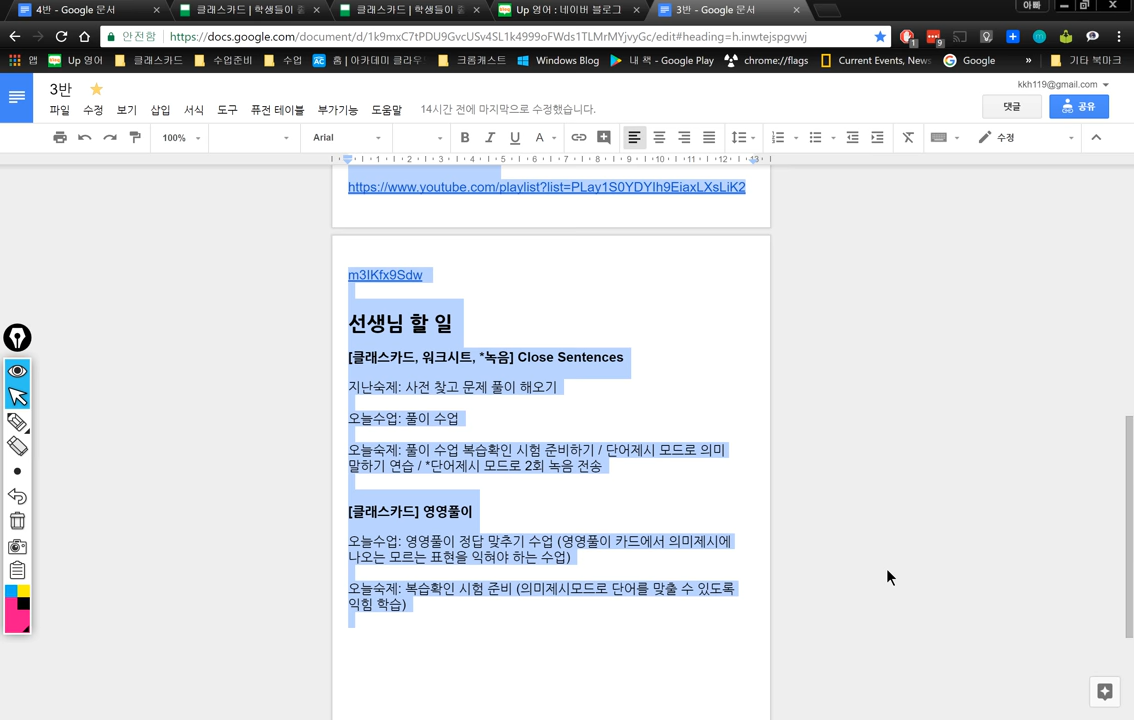 4반 - Google 문서
클래스카드 | 학생들이 좋
클래스카드 | 학생들이 좋
Up 영어 : 네이버 블로그
3반 - Google 문서
아빠
안전함 https://docs.google.com/document/d/1k9mxC7tPDU9GvcUSv4SL1k4999oFWds1TLMrMYjvyGc/edit#heading=h.inwtejspgvwj
앱 Up 영어 클래스카드 수업준비 수업 홈 | 아카데미 클라우 크롬캐스트 Windows Blog 내 책 - Google Play chrome://flags Current Events, News Google » 기타 북마크
3반
kkh119@gmail.com
파일 수정 보기 삽입 서식 도구 퓨전 테이블 부가기능 도움말 14시간 전에 마지막으로 수정했습니다.
댓글 공유
100% Arial 수정
https://www.youtube.com/playlist?list=PLay1S0YDYIh9EiaxLXsLiK2
m3IKfx9Sdw
선생님 할 일
[클래스카드, 워크시트, *녹음] Close Sentences
지난숙제: 사전 찾고 문제 풀이 해오기
오늘수업: 풀이 수업
오늘숙제: 풀이 수업 복습확인 시험 준비하기 / 단어제시 모드로 의미
말하기 연습 / *단어제시 모드로 2회 녹음 전송
[클래스카드] 영영풀이
오늘수업: 영영풀이 정답 맞추기 수업 (영영풀이 카드에서 의미제시에
나오는 모르는 표현을 익혀야 하는 수업)
오늘숙제: 복습확인 시험 준비 (의미제시모드로 단어를 맞출 수 있도록
익힘 학습)